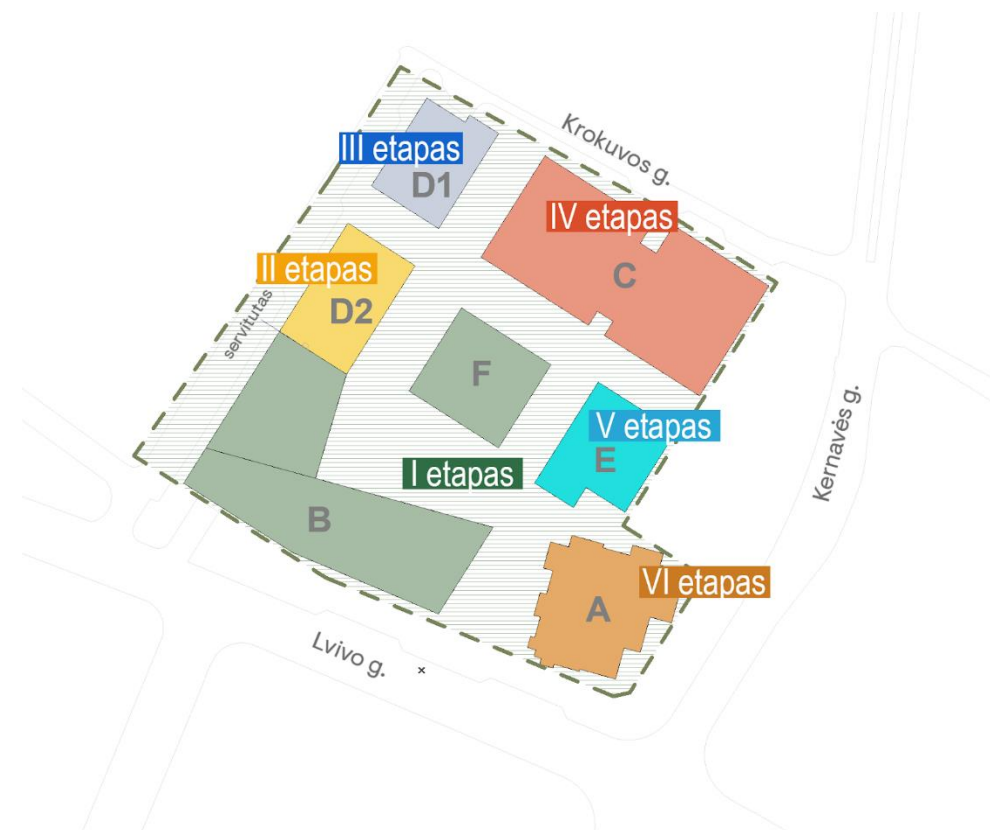 Krokuvos g.
III etapas
D1
IV etapas
C
II etapas
D2
servitutas
F
V etapas
E
Kernavės g.
I etapas
B
VI etapas
A
Lvivo g.